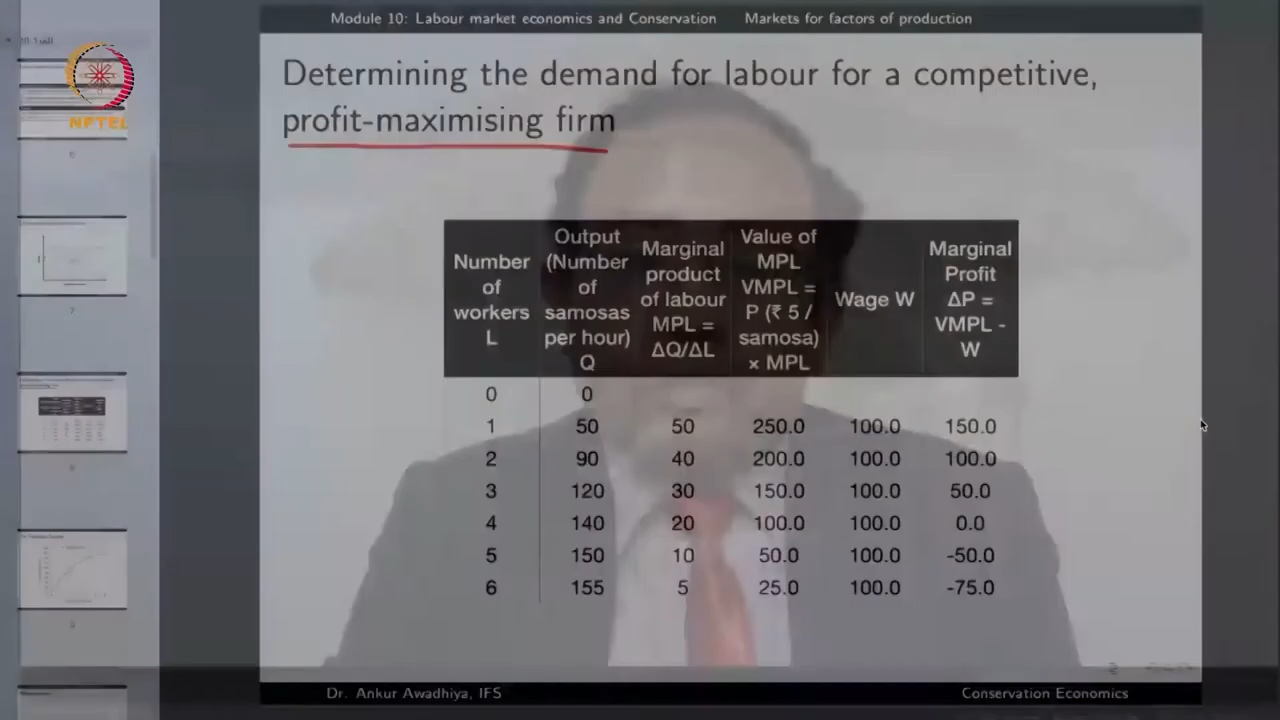 Module 10: Labour market economics and Conservation Markets for factors of production
NPTEL
Determining the demand for labour for a competitive,
profit-maximising firm
Number of workers L | Output (Number of samosas per hour) Q | Marginal product of labour MPL = ΔQ/ΔL | Value of MPL VMPL = P (₹ 5 / samosa) × MPL | Wage W | Marginal Profit ΔP = VMPL - W
0 0
1 50 50 250.0 100.0 150.0
2 90 40 200.0 100.0 100.0
3 120 30 150.0 100.0 50.0
4 140 20 100.0 100.0 0.0
5 150 10 50.0 100.0 -50.0
6 155 5 25.0 100.0 -75.0
7
Dr. Ankur Awadhiya, IFS Conservation Economics